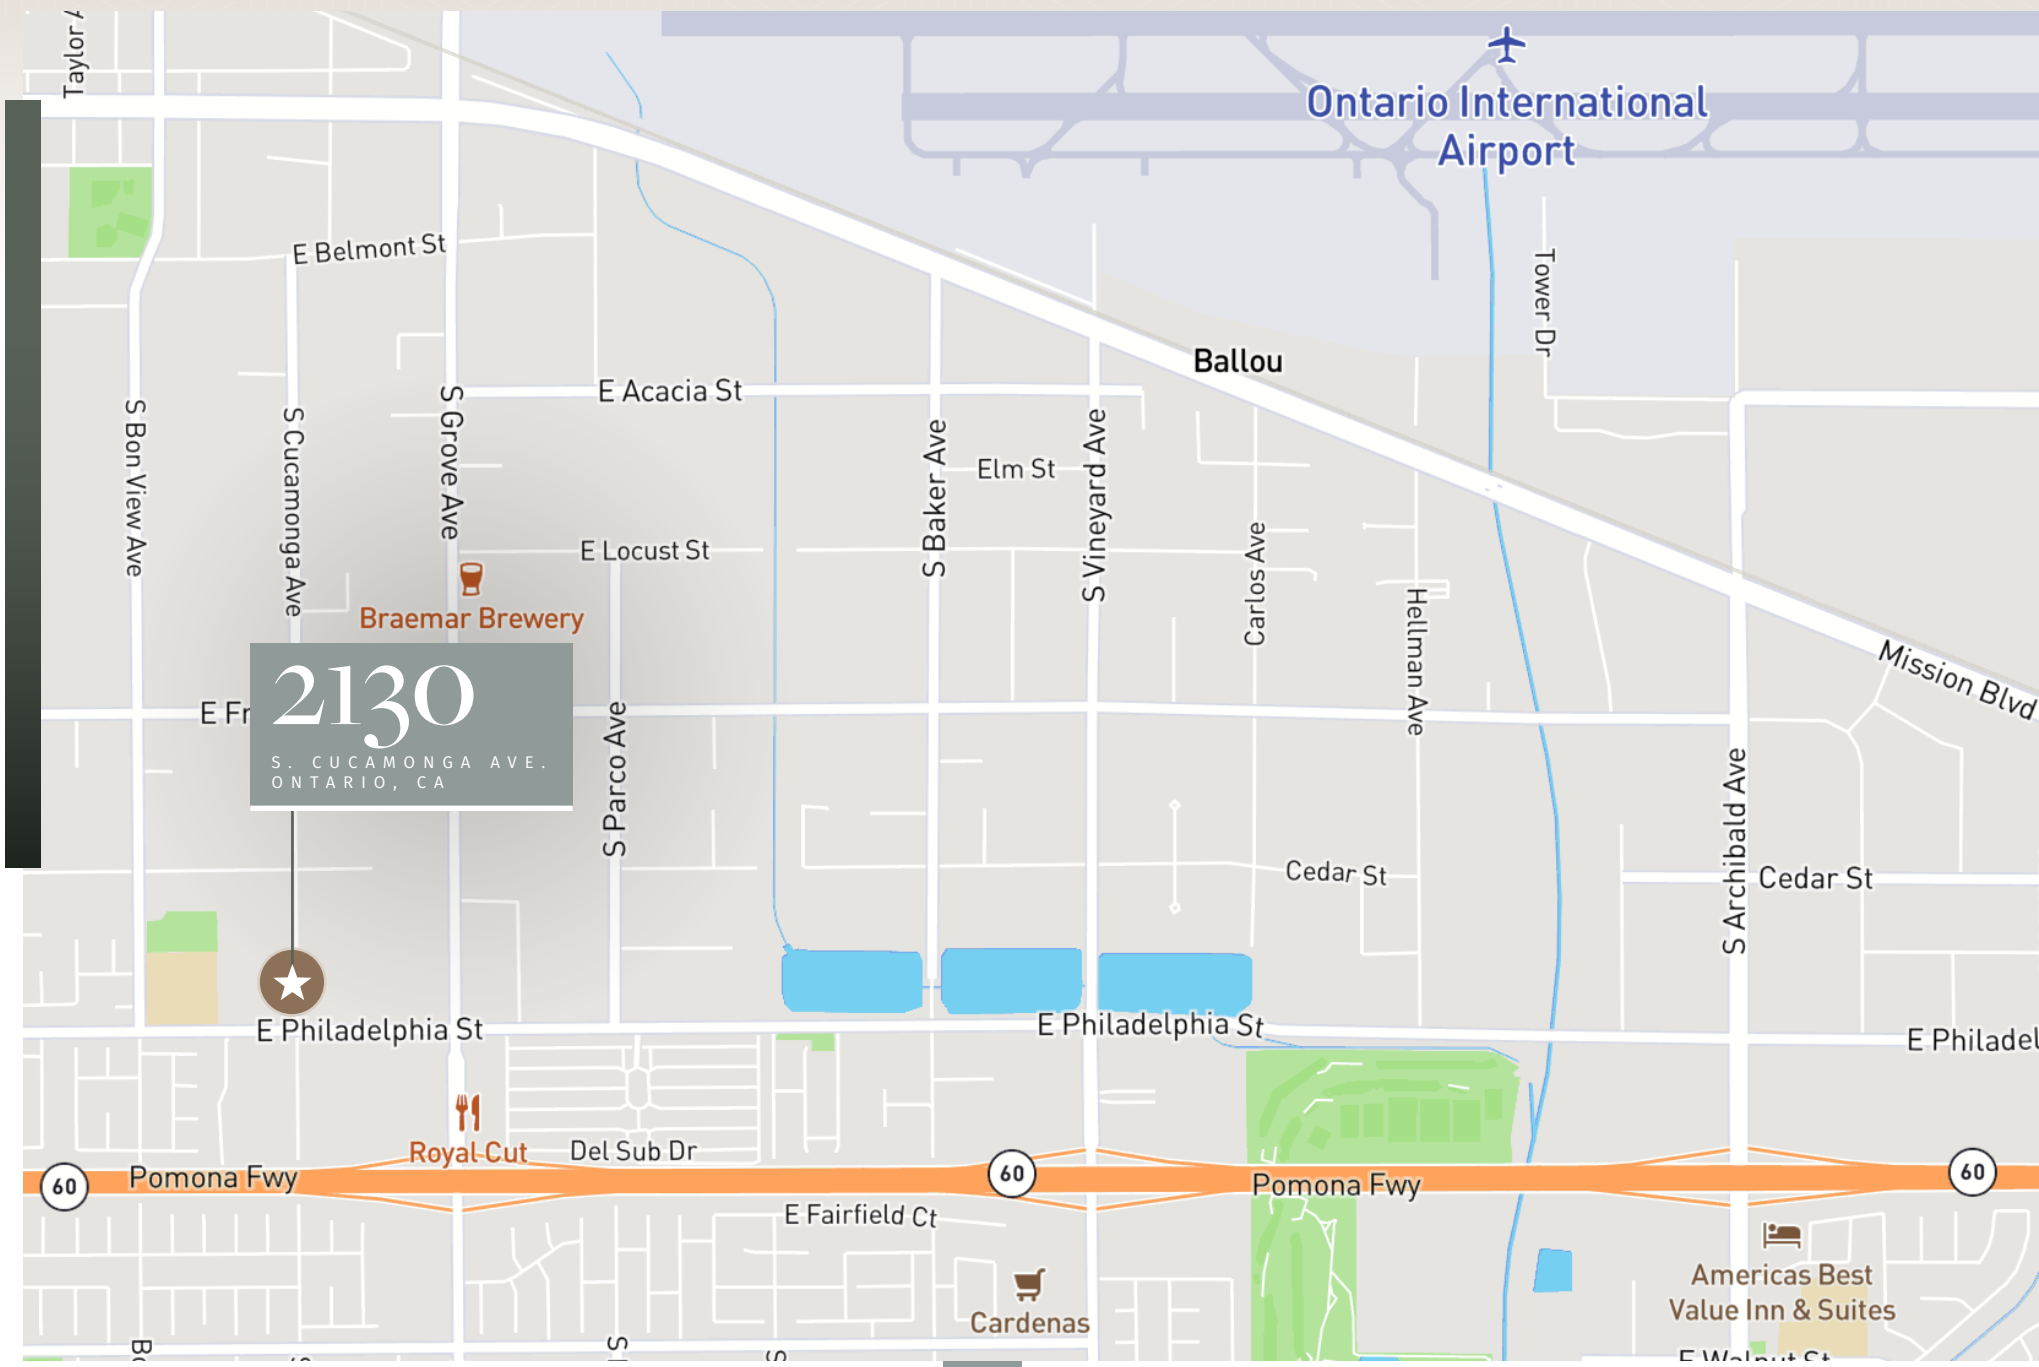 Taylor
Ontario International
Airport
E Belmont St
Tower Dr
Ballou
E Acacia St
S Bon View Ave
S Cucamonga Ave
S Grove Ave
S Baker Ave
Elm St
S Vineyard Ave
E Locust St
Carlos Ave
Hellman Ave
Braemar Brewery
Mission Blvd
2130
S. CUCAMONGA AVE.
ONTARIO, CA
E Fr
S Parco Ave
S Archibald Ave
Cedar St
Cedar St
E Philadelphia St
E Philadelphia St
E Philadel
Royal Cut
Del Sub Dr
60
Pomona Fwy
60
Pomona Fwy
60
E Fairfield Ct
Americas Best
Value Inn & Suites
Cardenas
E Walnut St